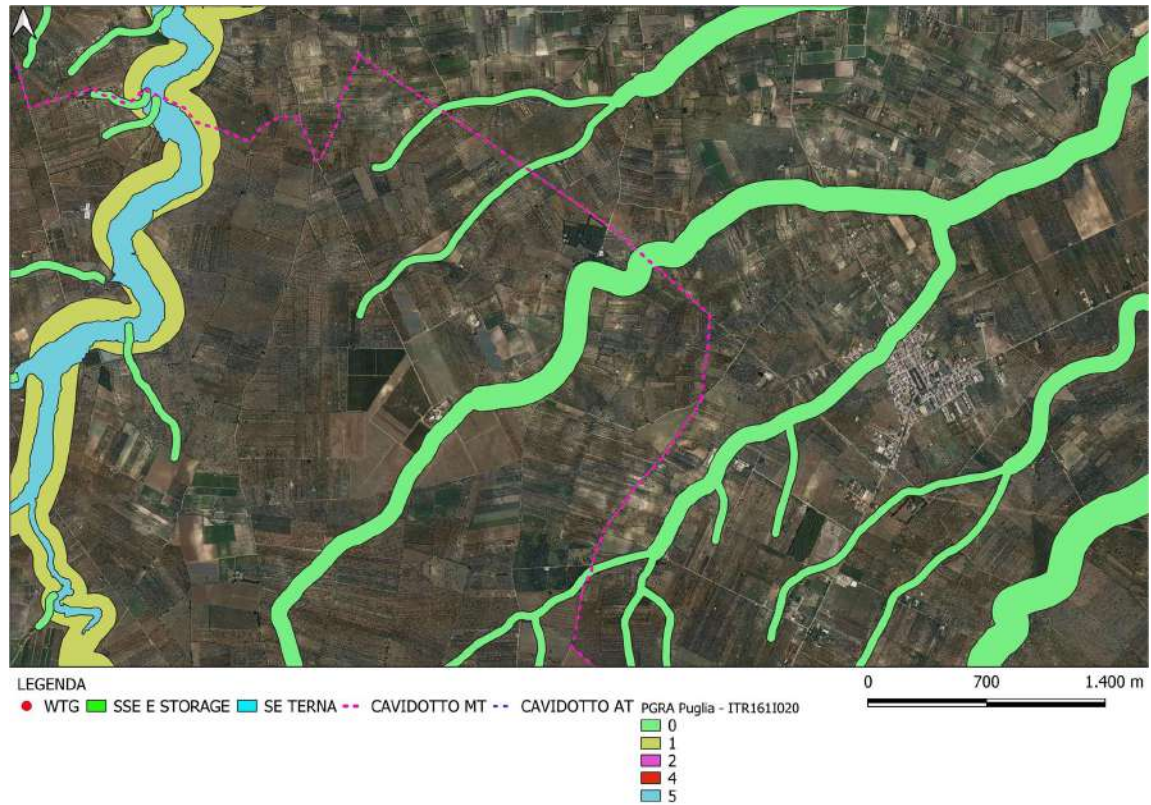 LEGENDA
WTG SSE E STORAGE SE TERNA CAVIDOTTO MT CAVIDOTTO AT PGRA Puglia - ITR161I020
0
1
2
4
5
0 700 1.400 m